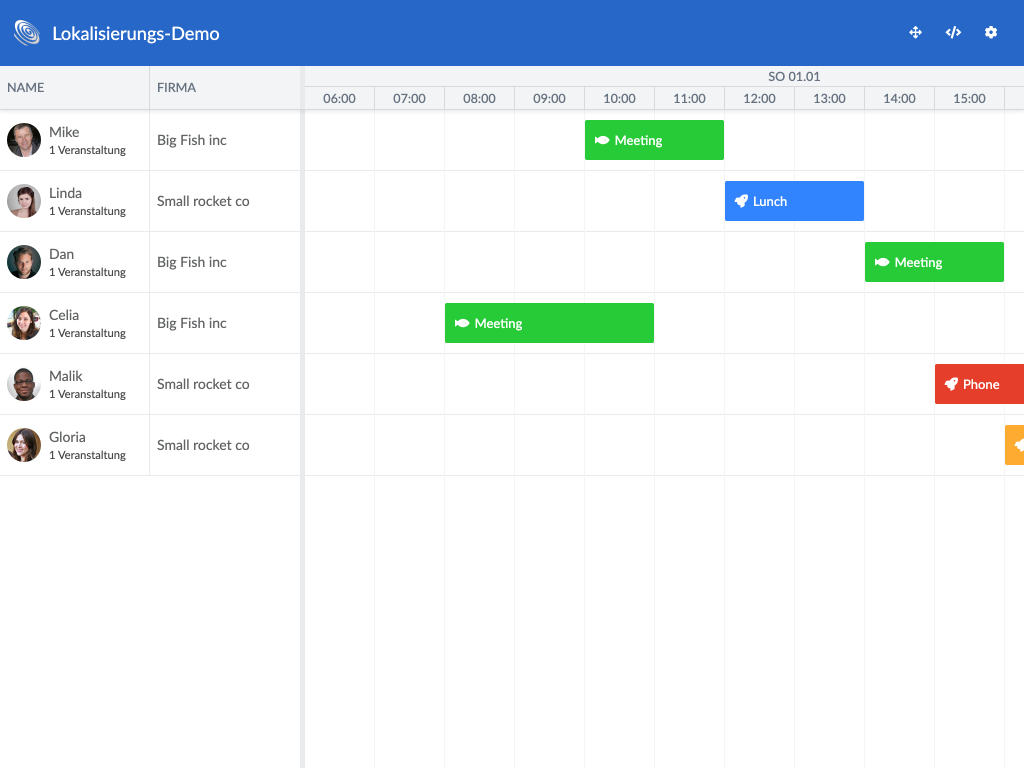 Lokalisierungs-Demo
NAME
FIRMA
SO 01.01
06:00 07:00 08:00 09:00 10:00 11:00 12:00 13:00 14:00 15:00
Mike
1 Veranstaltung
Big Fish inc
Meeting
Linda
1 Veranstaltung
Small rocket co
Lunch
Dan
1 Veranstaltung
Big Fish inc
Meeting
Celia
1 Veranstaltung
Big Fish inc
Meeting
Malik
1 Veranstaltung
Small rocket co
Phone
Gloria
1 Veranstaltung
Small rocket co